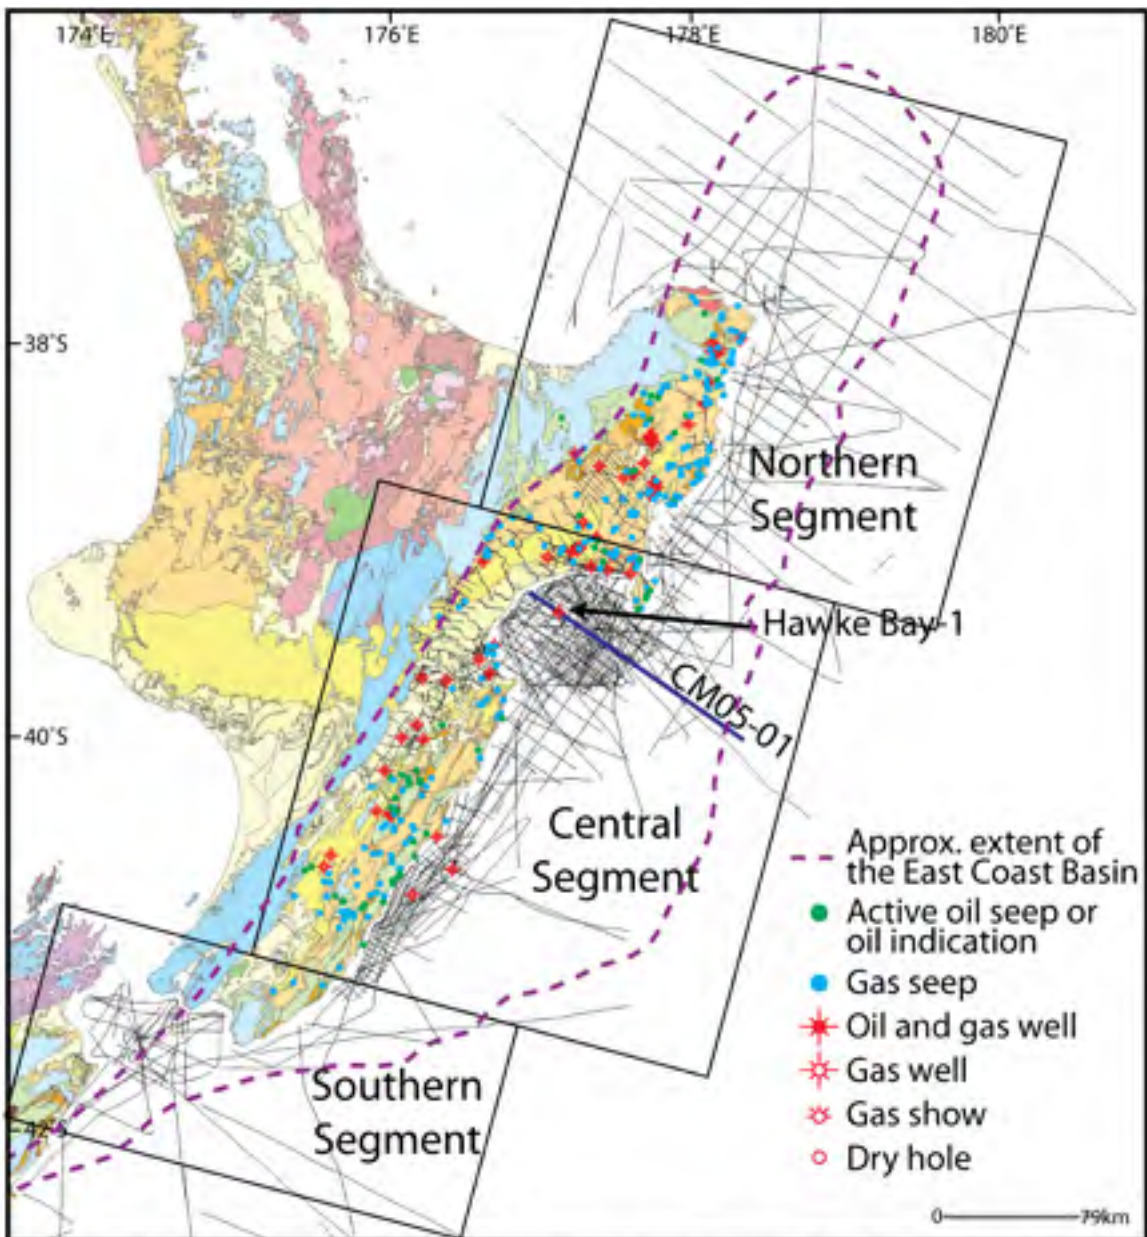 174°E
176°E
178°E
180°E
38°S
Northern
Segment
Hawke Bay-1
CM05-01
40°S
Central
Segment
Approx. extent of
the East Coast Basin
Active oil seep or
oil indication
Gas seep
Oil and gas well
Gas well
Southern
Segment
Gas show
Dry hole
0
79km